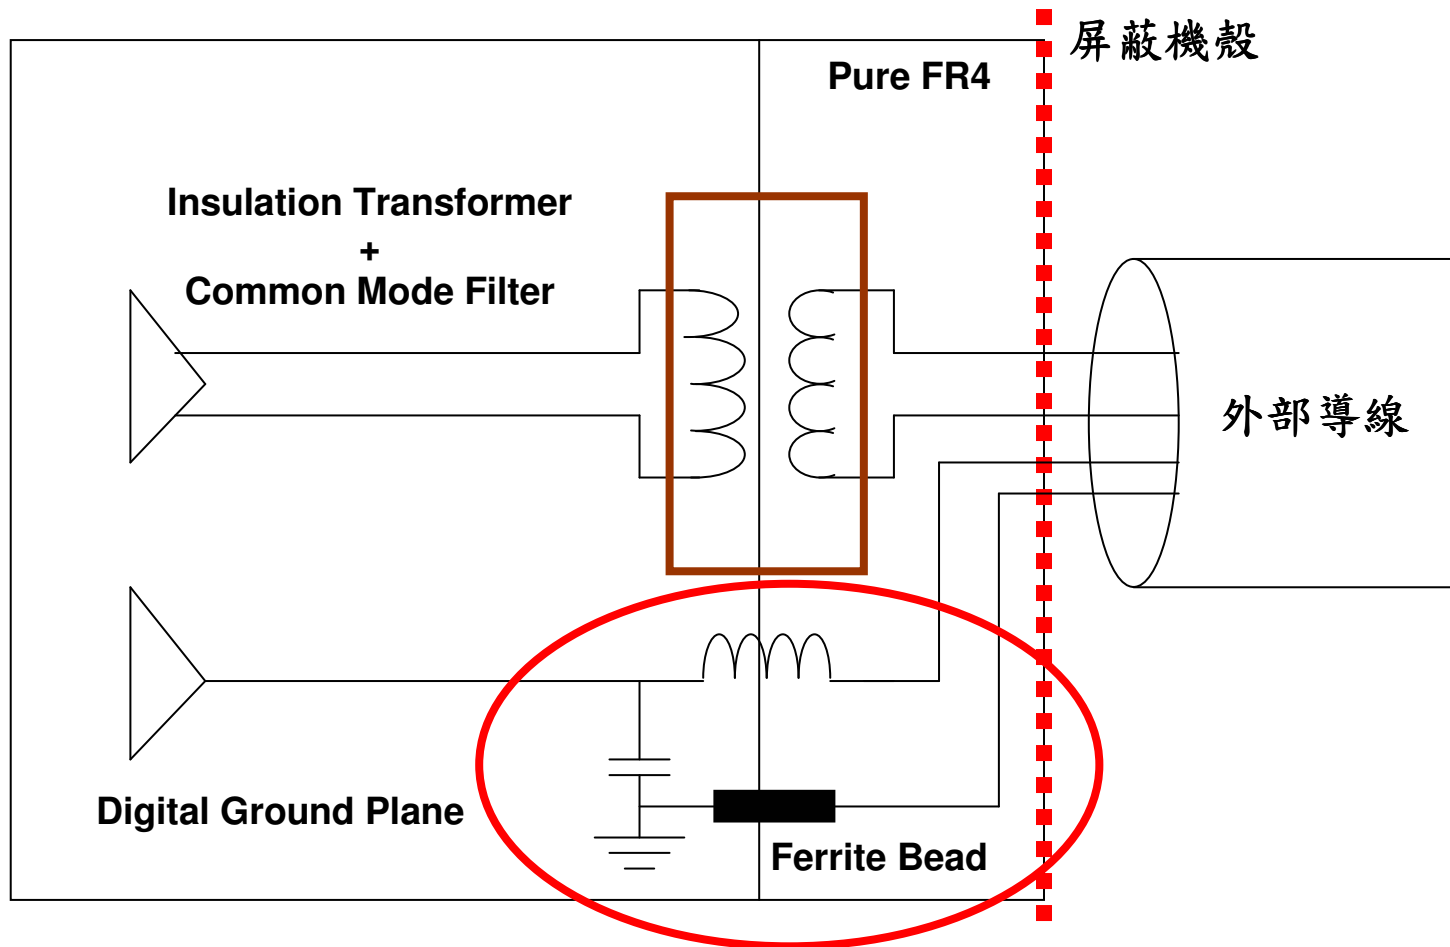 屏蔽機殼
Pure FR4
Insulation Transformer
+
Common Mode Filter
外部導線
Digital Ground Plane
Ferrite Bead